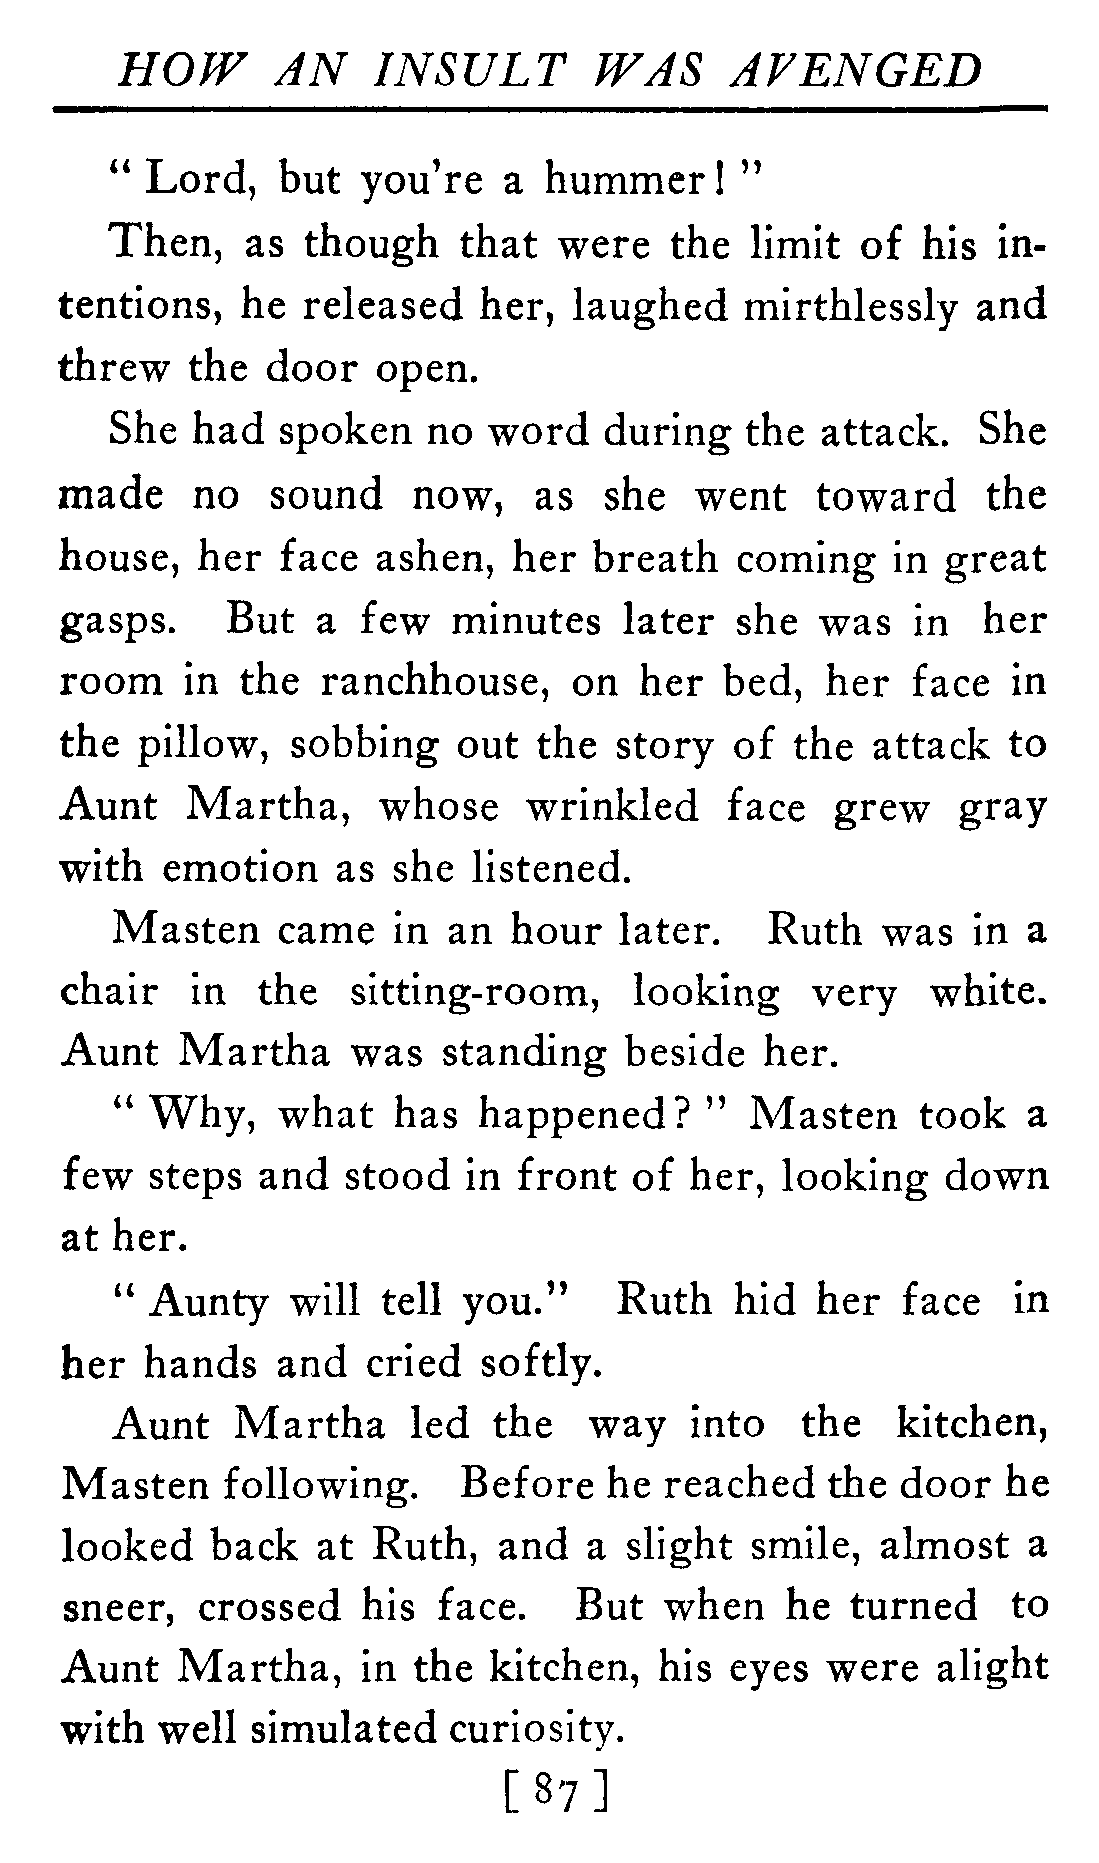 HOW AN INSULT WAS AVENGED
" Lord, but you're a hummer! "
Then, as though that were the limit of his in-
tentions, he released her, laughed mirthlessly and
threw the door open.
She had spoken no word during the attack. She
made no sound now, as she went toward the
house, her face ashen, her breath coming in great
gasps. But a few minutes later she was in her
room in the ranchhouse, on her bed, her face in
the pillow, sobbing out the story of the attack to
Aunt Martha, whose wrinkled face grew gray
with emotion as she listened.
Masten came in an hour later. Ruth was in a
chair in the sitting-room, looking very white.
Aunt Martha was standing beside her.
" Why, what has happened? " Masten took a
few steps and stood in front of her, looking down
at her.
" Aunty will tell you." Ruth hid her face in
her hands and cried softly.
Aunt Martha led the way into the kitchen,
Masten following. Before he reached the door he
looked back at Ruth, and a slight smile, almost a
sneer, crossed his face. But when he turned to
Aunt Martha, in the kitchen, his eyes were alight
with well simulated curiosity.
[ 87 ]